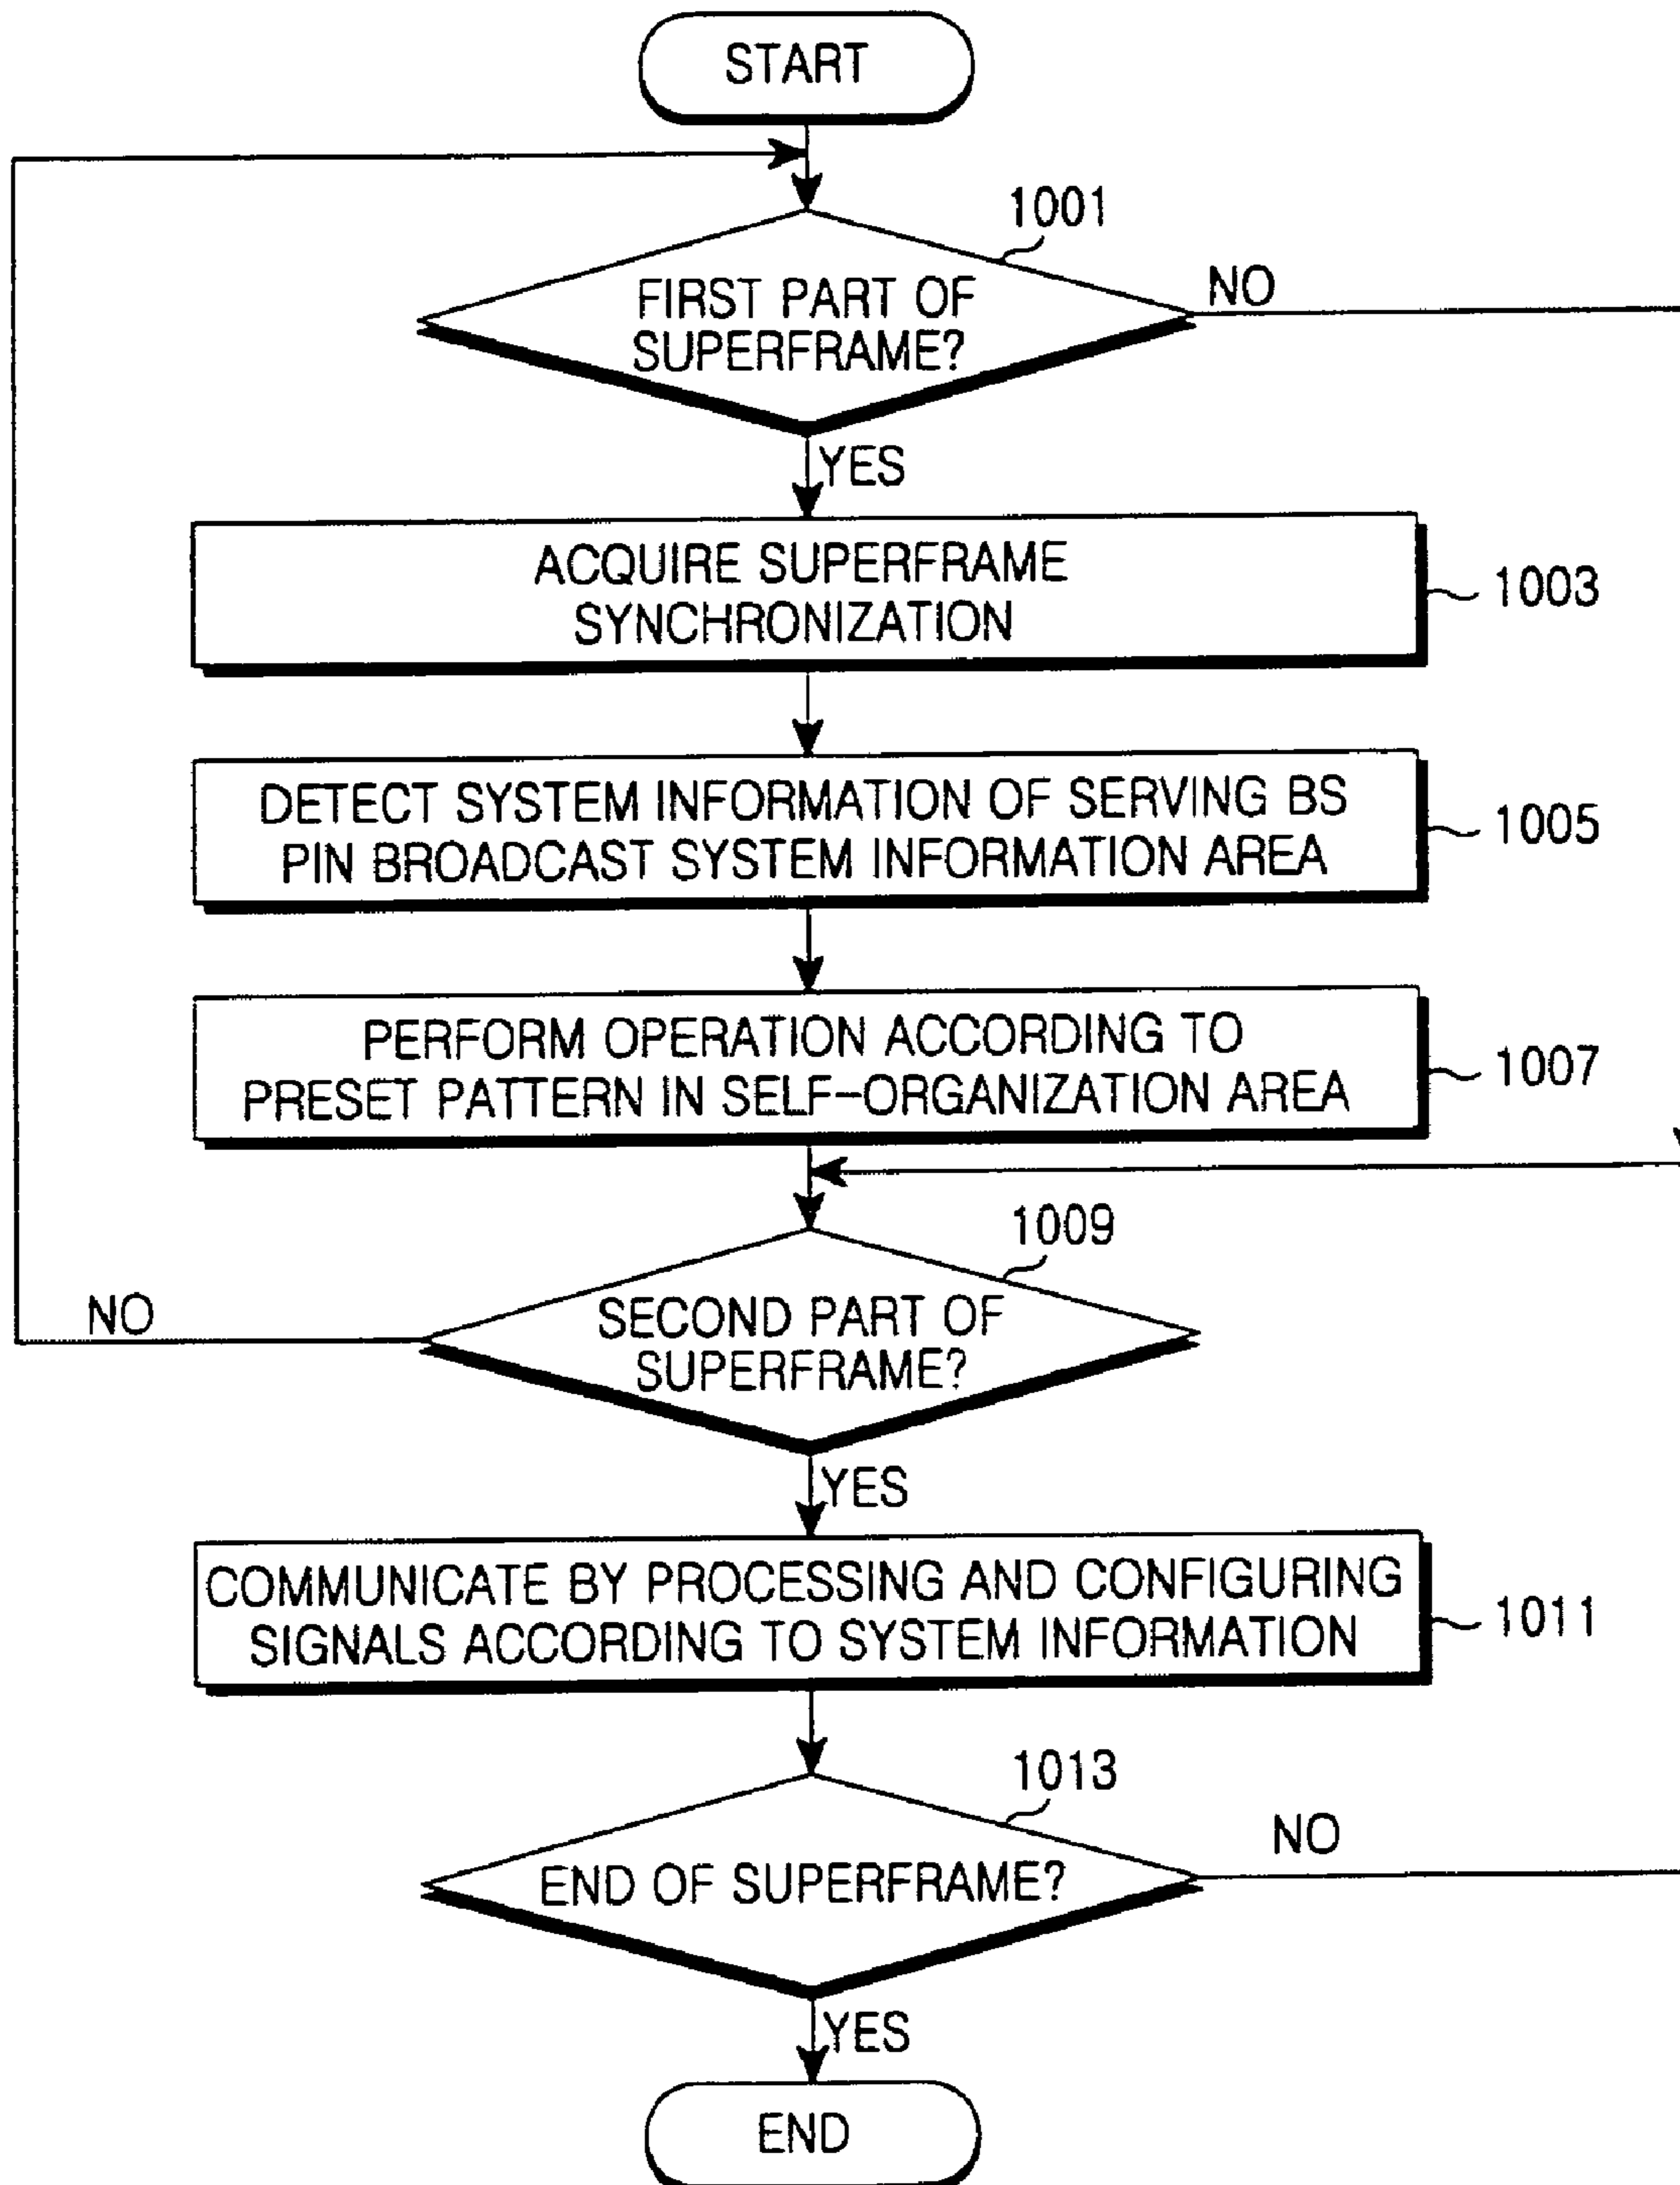 START
1001
FIRST PART OF
SUPERFRAME?
NO
YES
ACQUIRE SUPERFRAME
SYNCHRONIZATION
1003
DETECT SYSTEM INFORMATION OF SERVING BS
PIN BROADCAST SYSTEM INFORMATION AREA
1005
PERFORM OPERATION ACCORDING TO
PRESET PATTERN IN SELF-ORGANIZATION AREA
1007
1009
SECOND PART OF
SUPERFRAME?
NO
YES
COMMUNICATE BY PROCESSING AND CONFIGURING
SIGNALS ACCORDING TO SYSTEM INFORMATION
1011
1013
END OF SUPERFRAME?
NO
YES
END